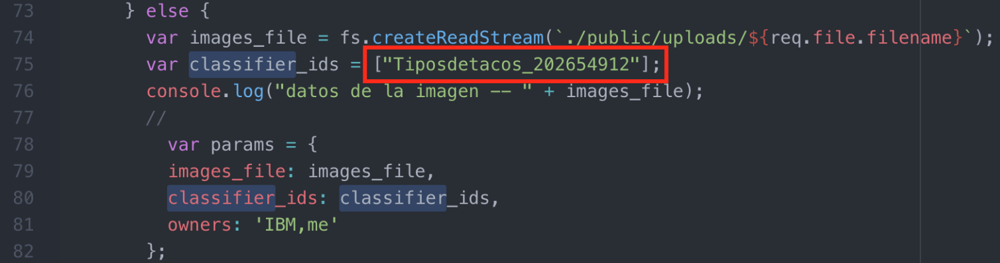 73 } else {
74 var images_file = fs.createReadStream(`./public/uploads/${req.file.filename}`);
75 var classifier_ids = ["Tiposdetacos_202654912"];
76 console.log("datos de la imagen -- " + images_file);
77 //
78 var params = {
79 images_file: images_file,
80 classifier_ids: classifier_ids,
81 owners: 'IBM,me'
82 };